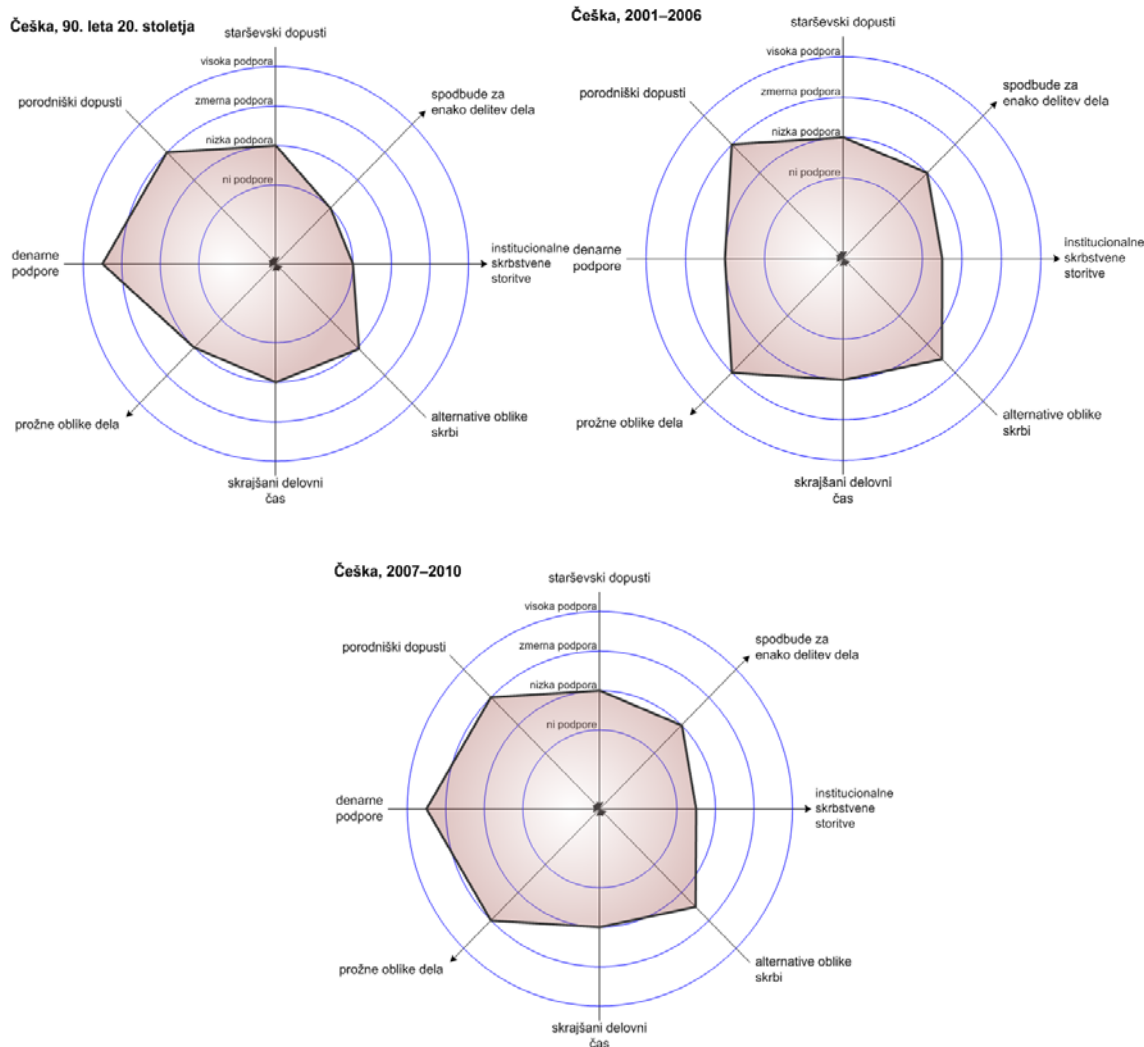 Češka, 90. leta 20. stoletja
starševski dopusti
visoka podpora
spodbude za
enako delitev dela
porodniški dopusti
zmerna podpora
nizka podpora
ni podpore
denarne
podpore
institucionalne
skrbstvene
storitve
prožne oblike dela
alternative oblike
skrbi
skrajšani delovni
čas
Češka, 2001–2006
starševski dopusti
visoka podpora
spodbude za
enako delitev dela
porodniški dopusti
zmerna podpora
nizka podpora
ni podpore
denarne
podpore
institucionalne
skrbstvene
storitve
prožne oblike dela
alternative oblike
skrbi
skrajšani delovni
čas
Češka, 2007–2010
starševski dopusti
visoka podpora
spodbude za
enako delitev dela
porodniški dopusti
zmerna podpora
nizka podpora
ni podpore
denarne
podpore
institucionalne
skrbstvene
storitve
prožne oblike dela
alternative oblike
skrbi
skrajšani delovni
čas